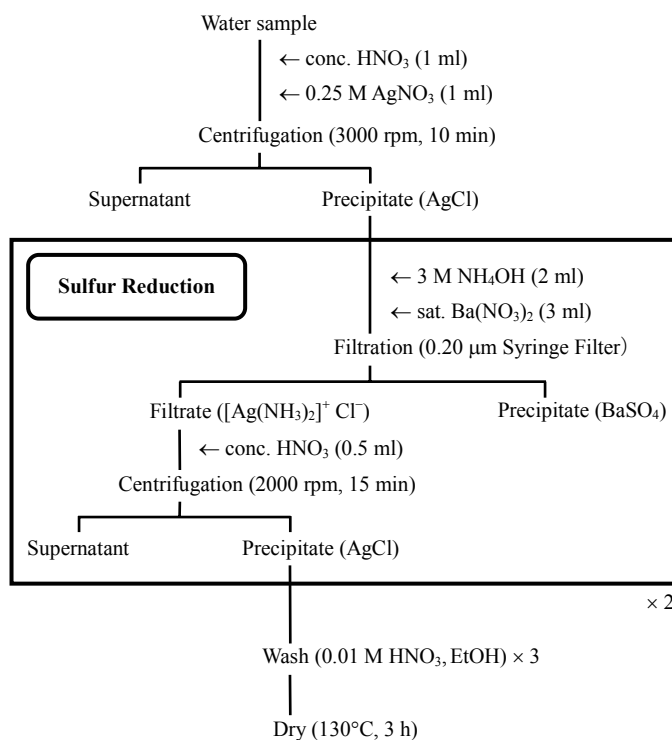 Water sample
← conc. HNO₃ (1 ml)
← 0.25 M AgNO₃ (1 ml)
Centrifugation (3000 rpm, 10 min)
Supernatant Precipitate (AgCl)
Sulfur Reduction
← 3 M NH₄OH (2 ml)
← sat. Ba(NO₃)₂ (3 ml)
Filtration (0.20 μm Syringe Filter)
Filtrate ([Ag(NH₃)₂]⁺ Cl⁻) Precipitate (BaSO₄)
← conc. HNO₃ (0.5 ml)
Centrifugation (2000 rpm, 15 min)
Supernatant Precipitate (AgCl)
× 2
Wash (0.01 M HNO₃, EtOH) × 3
Dry (130°C, 3 h)